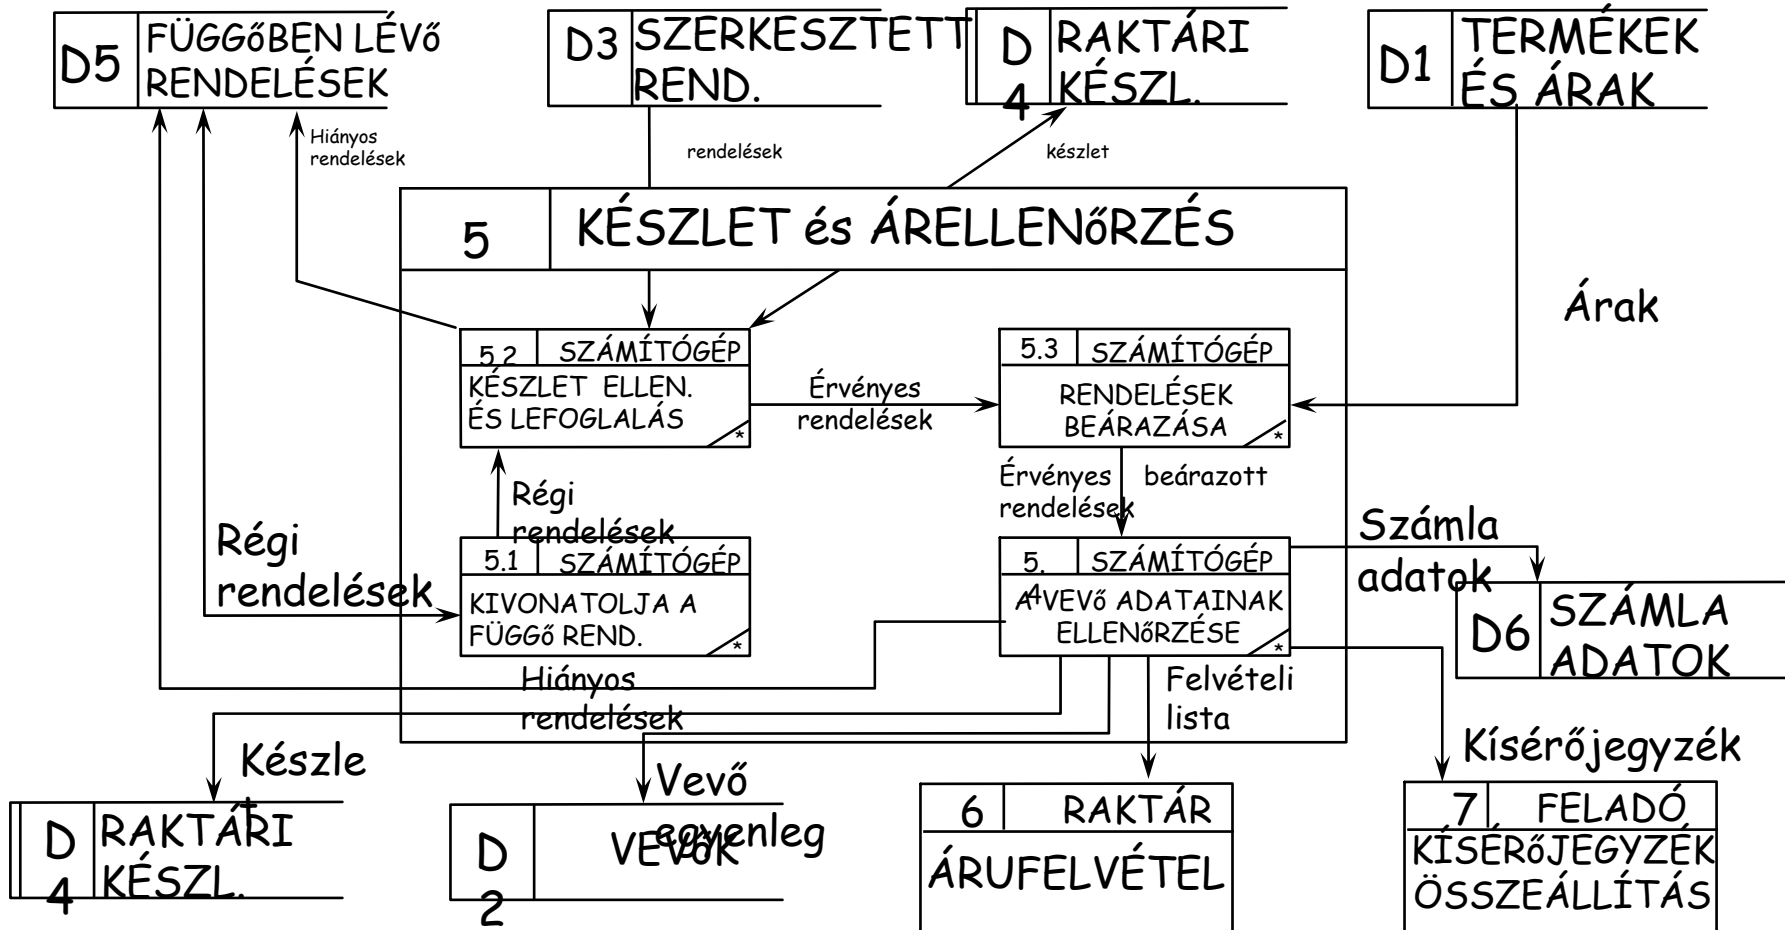 D5
FÜGGőBEN LÉVő
RENDELÉSEK
D3
SZERKESZTETT
REND.
D
4
RAKTÁRI
KÉSZL.
D1
TERMÉKEK
ÉS ÁRAK
Hiányos
rendelések
rendelések
készlet
5
KÉSZLET és ÁRELLENőRZÉS
Árak
5.2
SZÁMÍTÓGÉP
KÉSZLET ELLEN.
ÉS LEFOGLALÁS
*
Érvényes
rendelések
5.3
SZÁMÍTÓGÉP
RENDELÉSEK
BEÁRAZÁSA
*
Régi
rendelések
Érvényes beárazott
rendelések
Régi
rendelések
5.1
SZÁMÍTÓGÉP
KIVONATOLJA A
FÜGGő REND.
*
5.
4
SZÁMÍTÓGÉP
A VEVő ADATAINAK
ELLENőRZÉSE
*
Számla
adatok
D6
SZÁMLA
ADATOK
Hiányos
rendelések
Felvételi
lista
Készle
t
Vevő
egyenleg
Kísérőjegyzék
D
4
RAKTÁRI
KÉSZL.
D
2
VEVőK
6
RAKTÁR
ÁRUFELVÉTEL
7
FELADÓ
KÍSÉRőJEGYZÉK
ÖSSZEÁLLÍTÁS